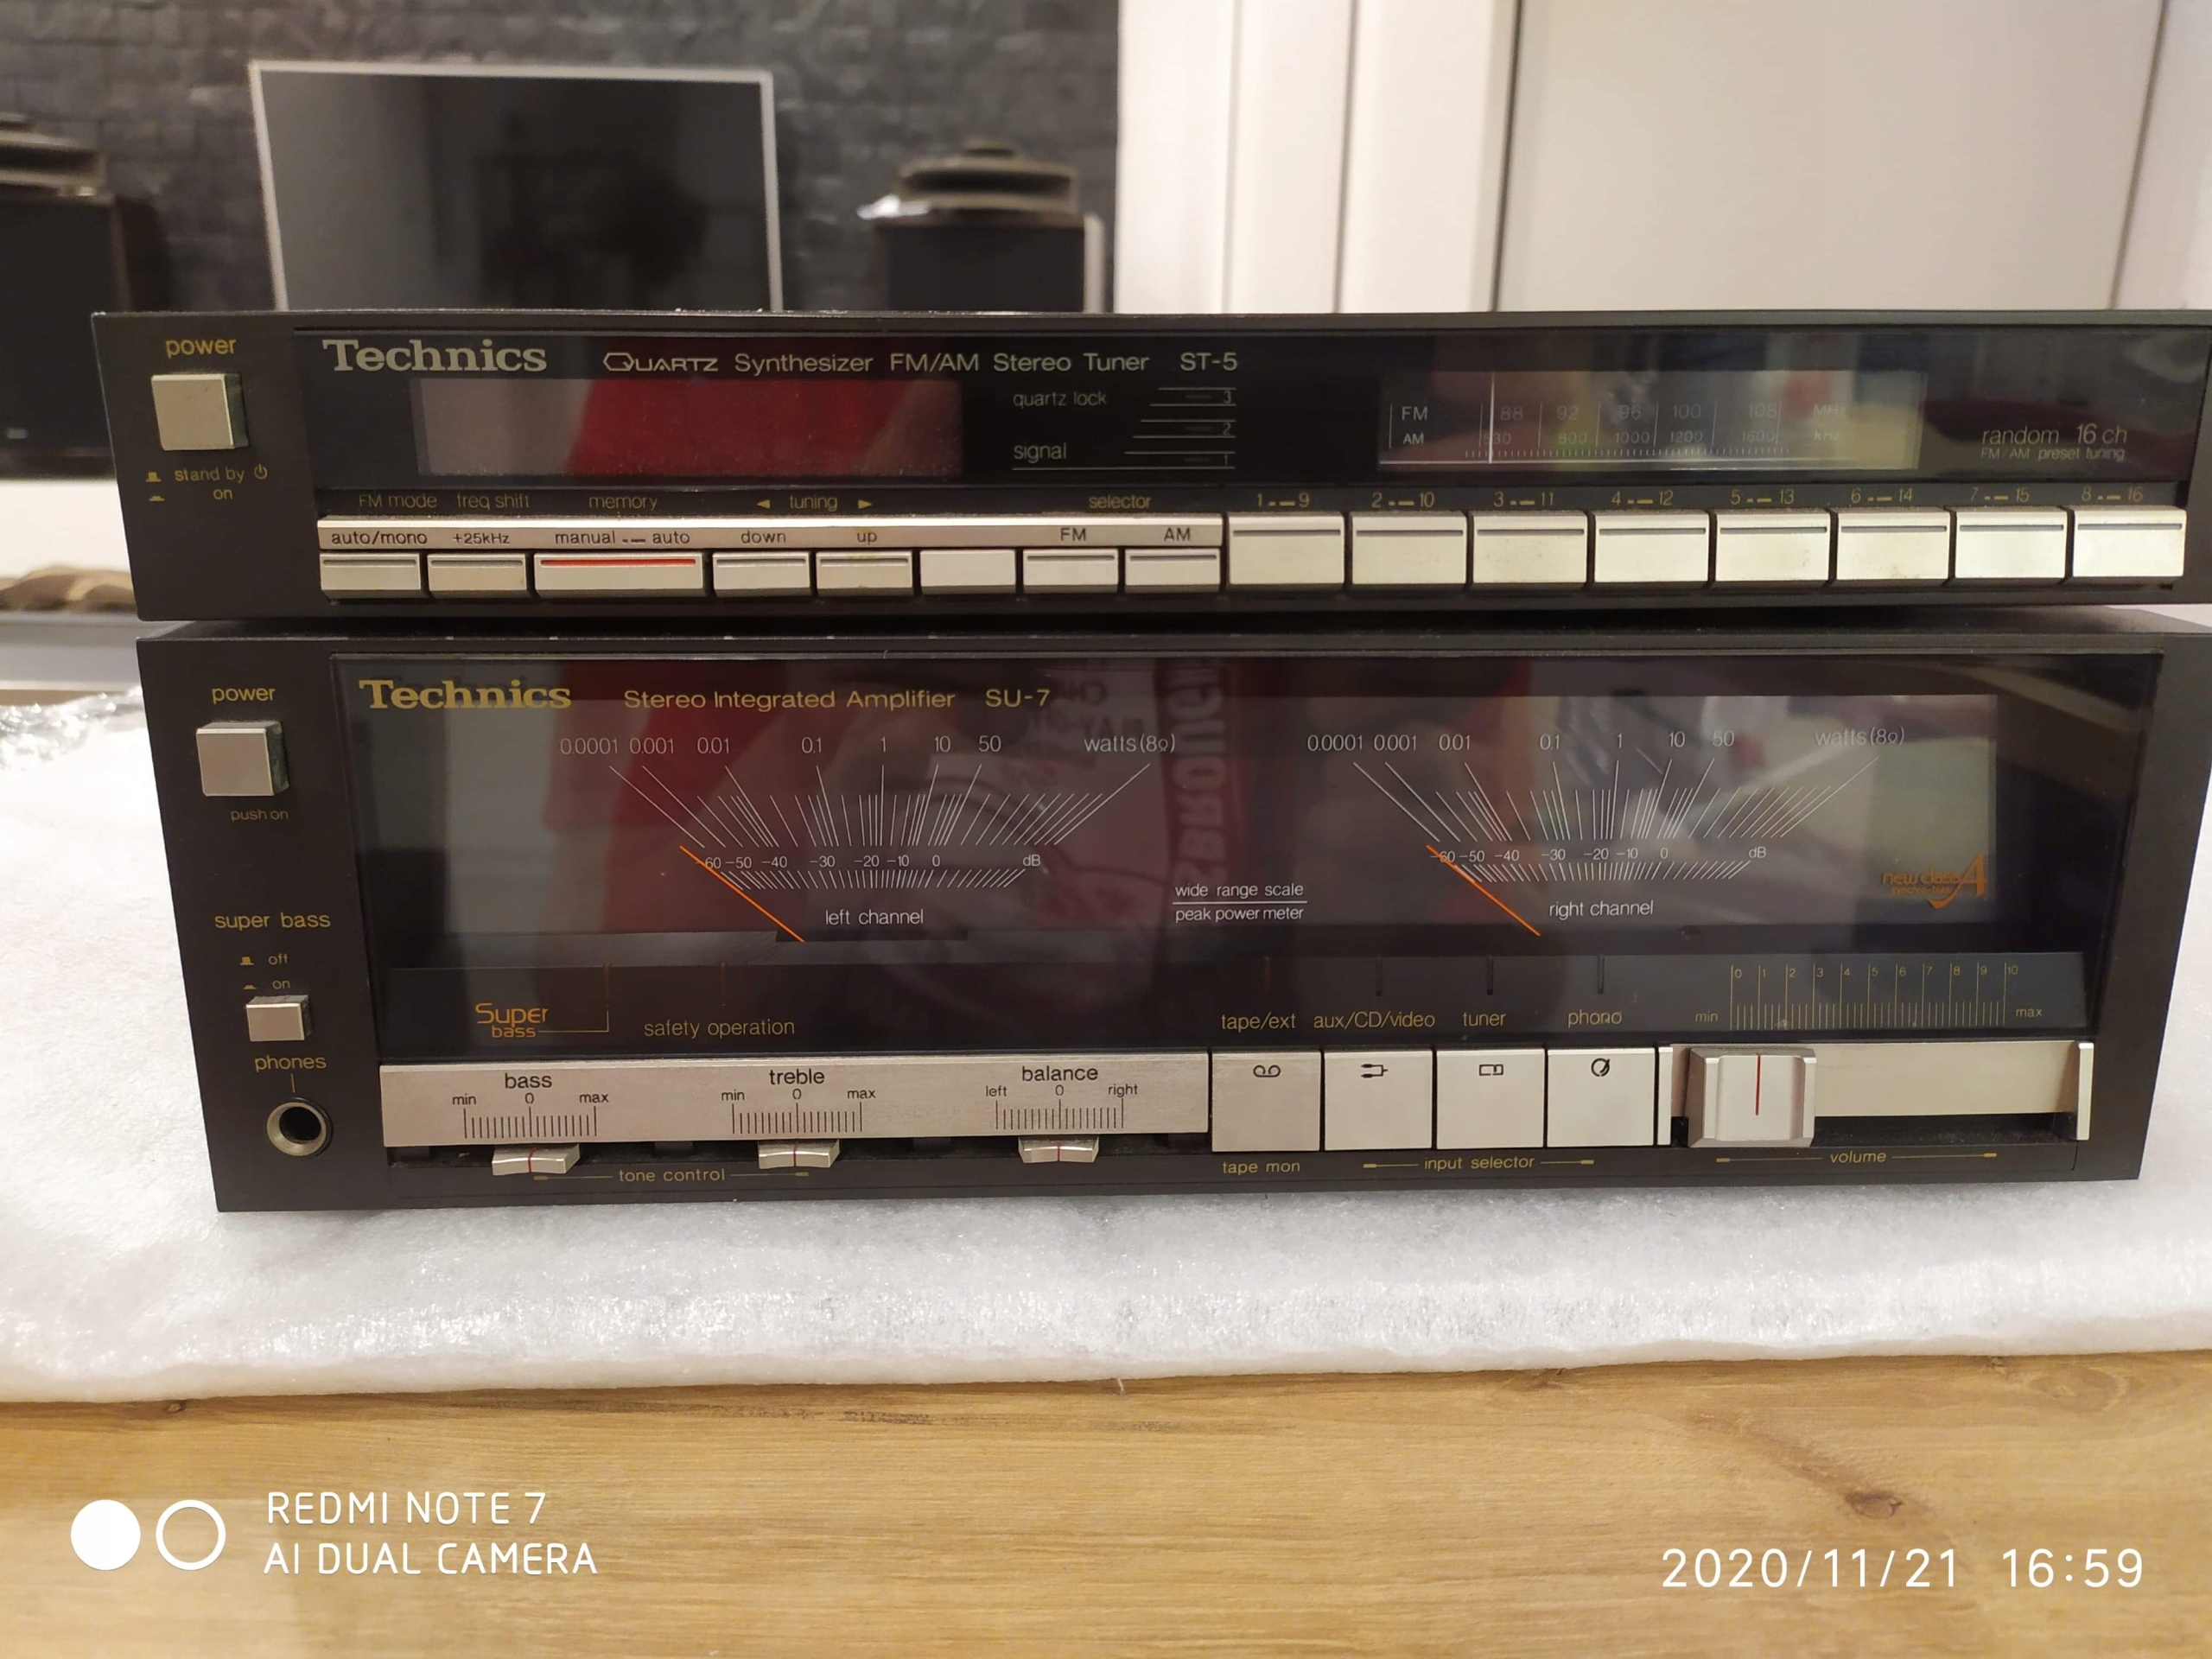 power
Technics QUARTZ Synthesizer FM/AM Stereo Tuner ST-5
quartz lock 3
2
signal 1
FM 88 92 96 100 108 MHz
AM 530 800 1000 1200 1600 kHz
random 16 ch
FM/AM preset tuning
stand by
on
FM mode freq shift memory tuning selector
auto/mono +25kHz manual auto down up FM AM
1 9 2 10 3 11 4 12 5 13 6 14 7 15 8 16
power
push on
Technics Stereo Integrated Amplifier SU-7
0.0001 0.001 0.01 0.1 1 10 50 watts (8Ω)
-60 -50 -40 -30 -20 -10 0 dB
left channel
wide range scale
peak power meter
0.0001 0.001 0.01 0.1 1 10 50 watts (8Ω)
-60 -50 -40 -30 -20 -10 0 dB
right channel
new class A
synchro-bias
super bass
off
on
phones
Super
bass
safety operation
tape/ext aux/CD/video tuner phono
min 0 1 2 3 4 5 6 7 8 9 10 max
bass
min 0 max
treble
min 0 max
balance
left 0 right
tone control
tape mon input selector volume
REDMI NOTE 7
AI DUAL CAMERA
2020/11/21 16:59